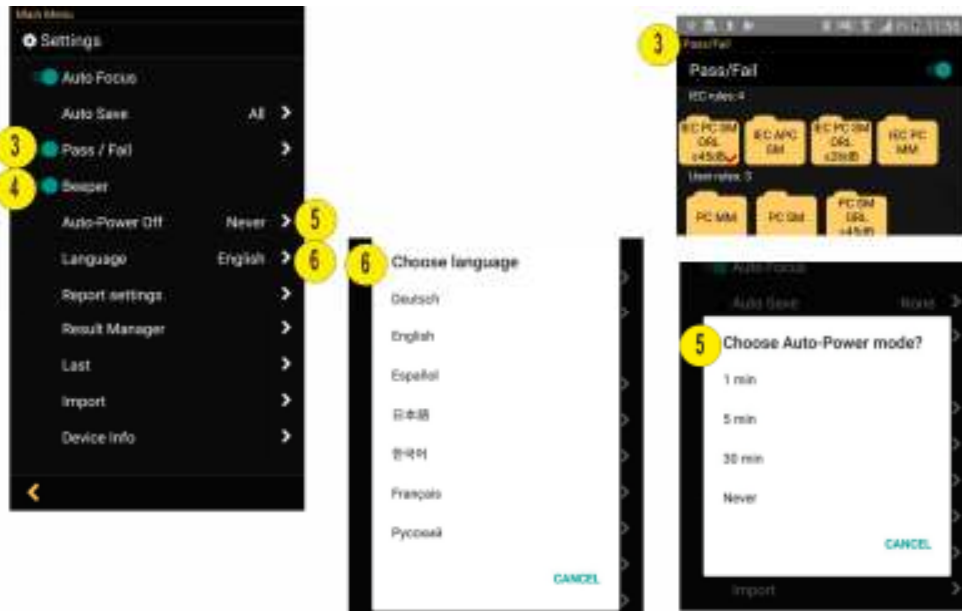 Main Menu
Settings
Auto Focus
Auto Save All
3 Pass / Fail
4 Beeper
Auto-Power Off Never 5
Language English 6
Report settings
Result Manager
Last
Import
Device Info
6 Choose language
Deutsch
English
Español
日本語
한국어
Français
Русский
CANCEL
11:56
3 Pass/Fail
Pass/Fail
IEC rules: 4
IEC PC SM ORL ≥45dB
IEC APC SM
IEC PC SM ORL ≥26dB
IEC PC MM
User rules: 3
PC MM
PC SM
PC SM ORL ≥45dB
Auto Focus
Auto Save None
5 Choose Auto-Power mode?
1 min
5 min
30 min
Never
CANCEL
Import